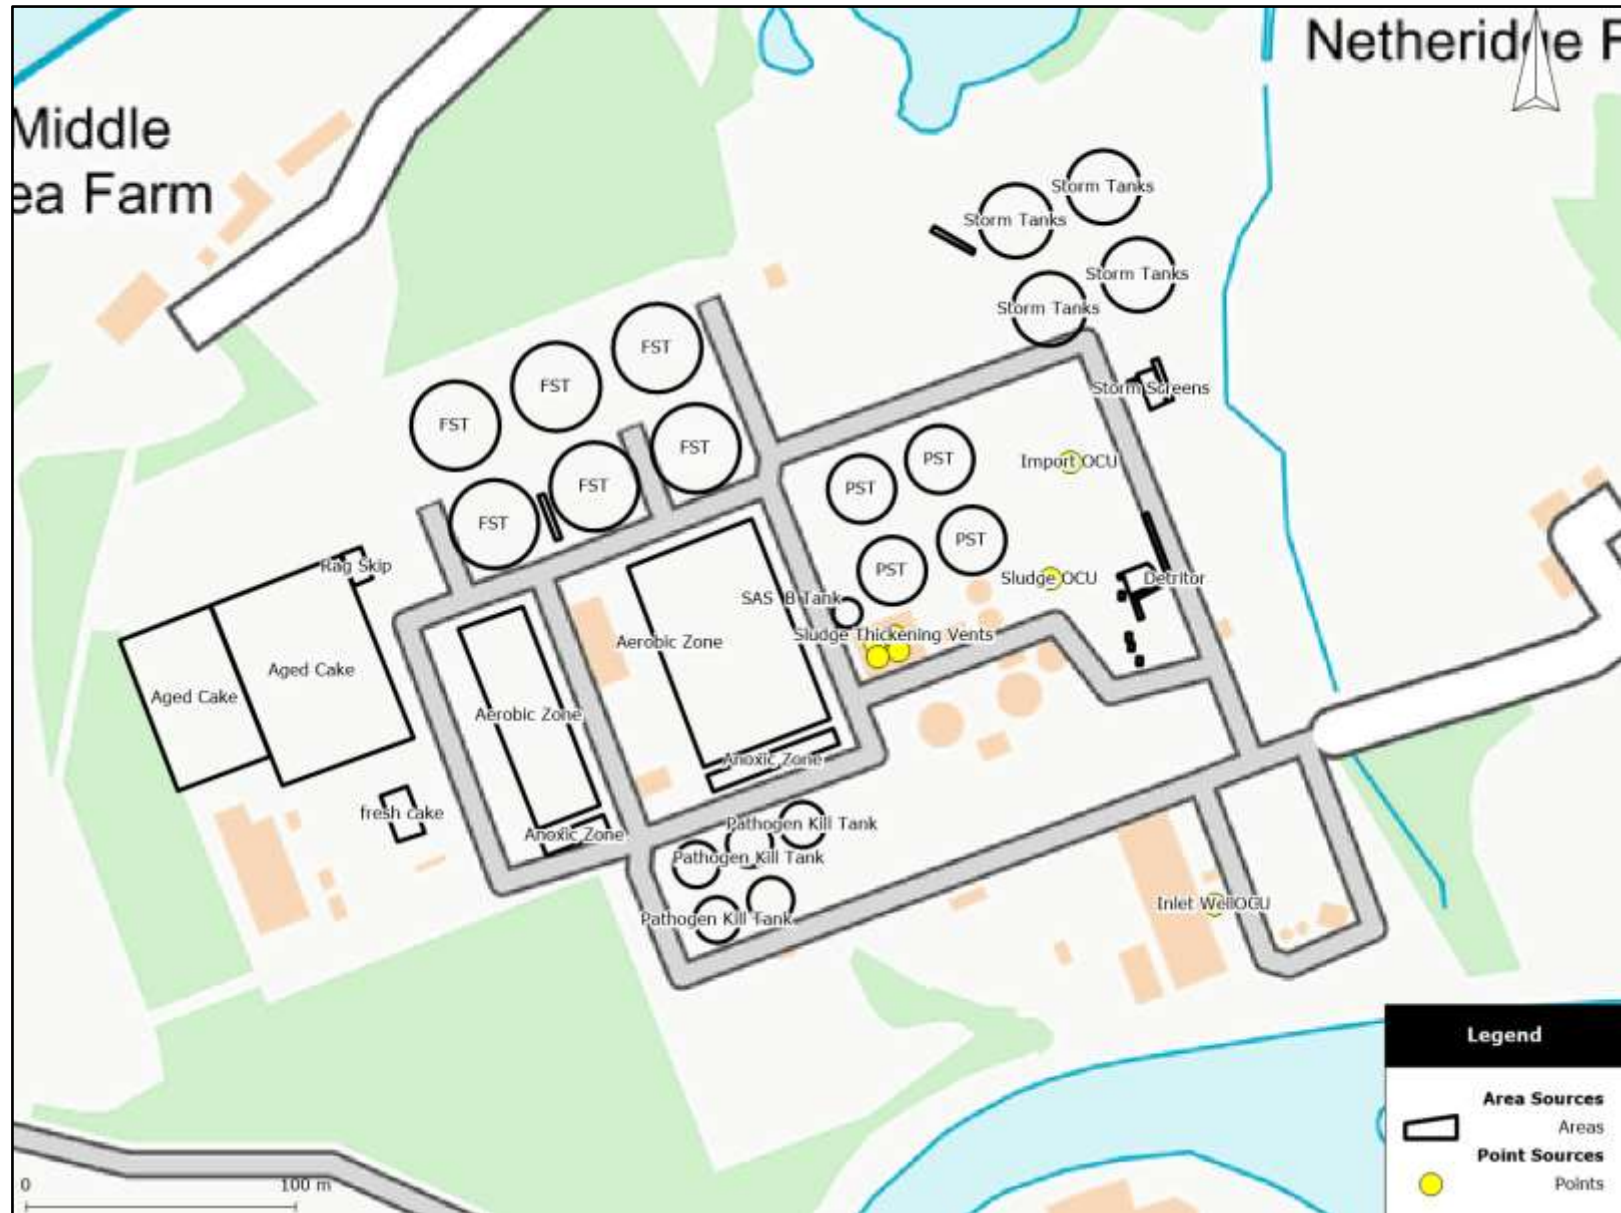 Netheridge F
Middle
ea Farm
Storm Tanks
Storm Tanks
Storm Tanks
Storm Tanks
FST
FST
FST
FST
FST
FST
Storm Screens
PST
PST
PST
PST
Import OCU
Sludge OCU
Detritor
Rag Skip
SAS B Tank
Sludge Thickening Vents
Aerobic Zone
Aged Cake
Aged Cake
Aerobic Zone
Anoxic Zone
fresh cake
Anoxic Zone
Pathogen Kill Tank
Pathogen Kill Tank
Pathogen Kill Tank
Inlet WellOCU
Legend
Area Sources
Areas
Point Sources
Points
0 100 m